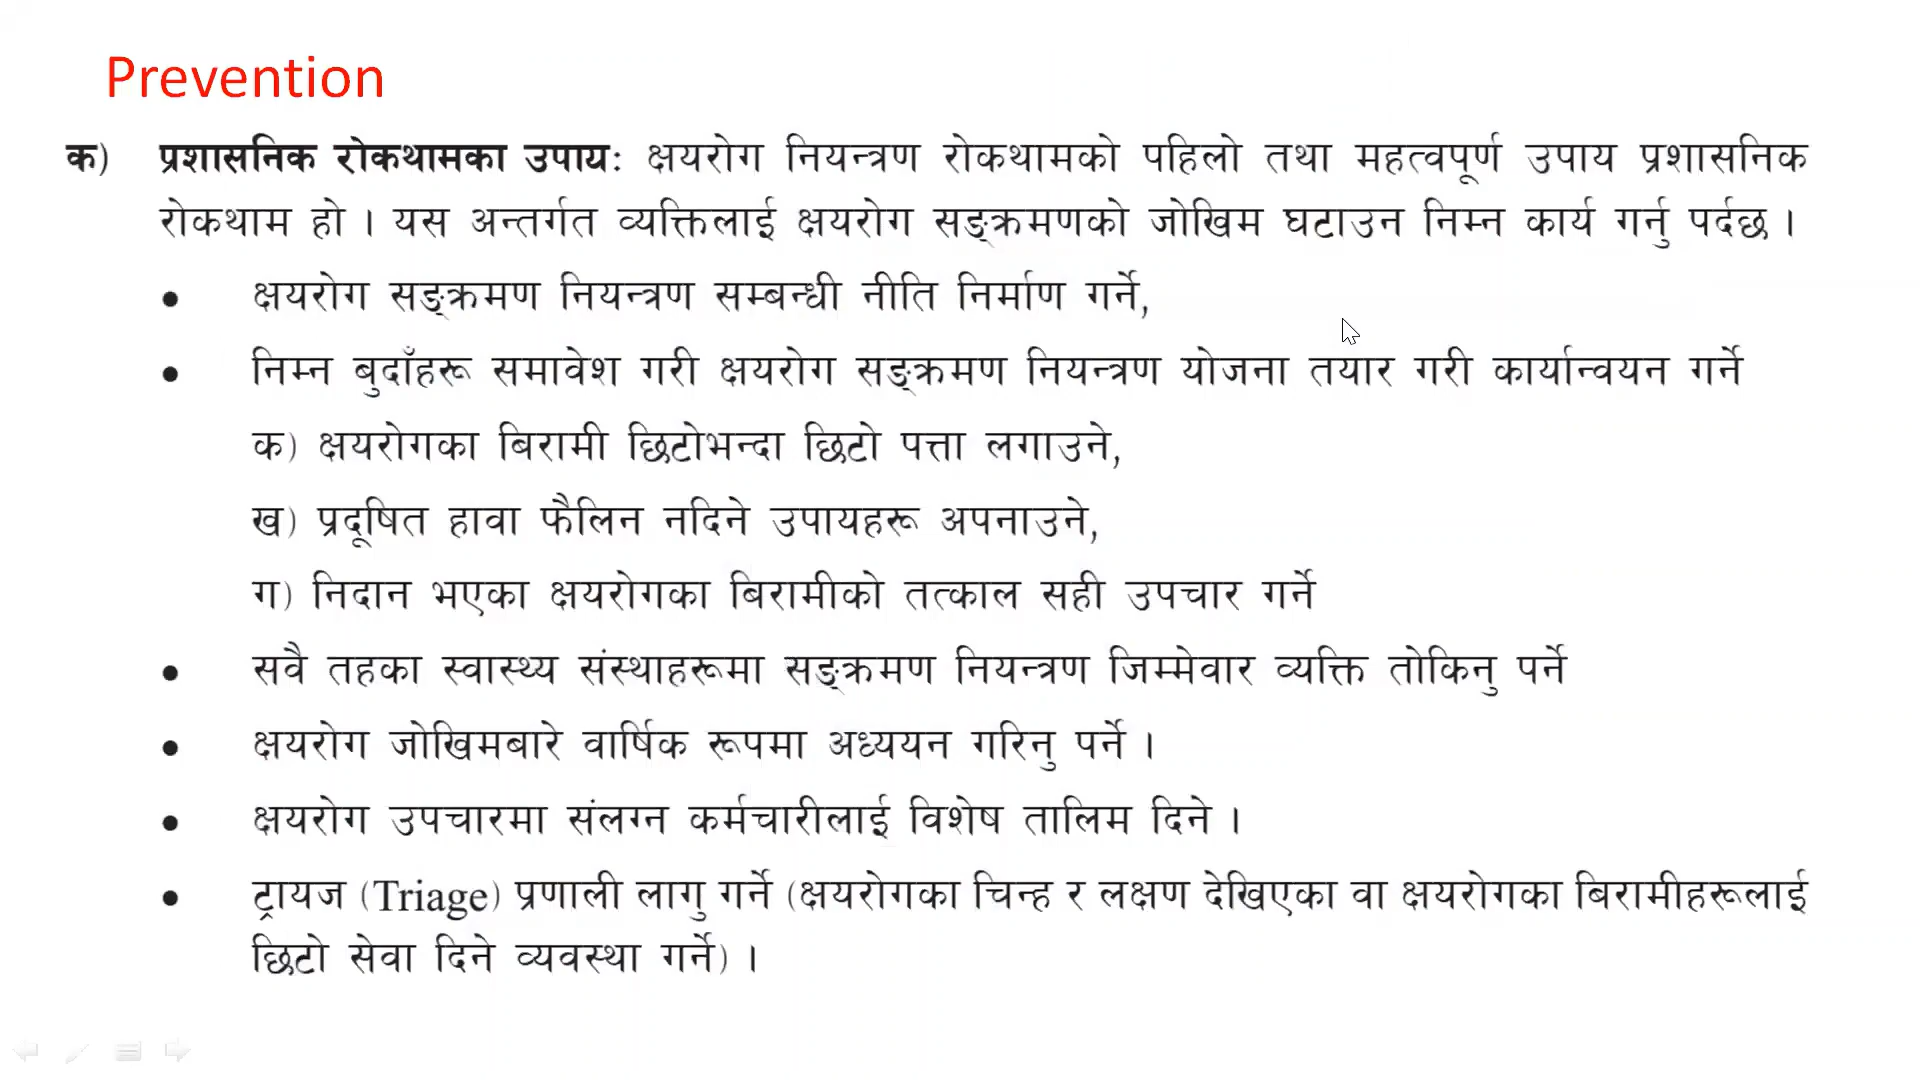 Prevention
क) प्रशासनिक रोकथामका उपायः क्षयरोग नियन्त्रण रोकथामको पहिलो तथा महत्वपूर्ण उपाय प्रशासनिक
रोकथाम हो । यस अन्तर्गत व्यक्तिलाई क्षयरोग सङ्क्रमणको जोखिम घटाउन निम्न कार्य गर्नु पर्दछ ।
• क्षयरोग सङ्क्रमण नियन्त्रण सम्बन्धी नीति निर्माण गर्ने,
• निम्न बुदाँहरू समावेश गरी क्षयरोग सङ्क्रमण नियन्त्रण योजना तयार गरी कार्यान्वयन गर्ने
क) क्षयरोगका बिरामी छिटोभन्दा छिटो पत्ता लगाउने,
ख) प्रदूषित हावा फैलिन नदिने उपायहरू अपनाउने,
ग) निदान भएका क्षयरोगका बिरामीको तत्काल सही उपचार गर्ने
• सवै तहका स्वास्थ्य संस्थाहरूमा सङ्क्रमण नियन्त्रण जिम्मेवार व्यक्ति तोकिनु पर्ने
• क्षयरोग जोखिमबारे वार्षिक रूपमा अध्ययन गरिनु पर्ने ।
• क्षयरोग उपचारमा संलग्न कर्मचारीलाई विशेष तालिम दिने ।
• ट्रायज (Triage) प्रणाली लागु गर्ने (क्षयरोगका चिन्ह र लक्षण देखिएका वा क्षयरोगका बिरामीहरूलाई
छिटो सेवा दिने व्यवस्था गर्ने) ।